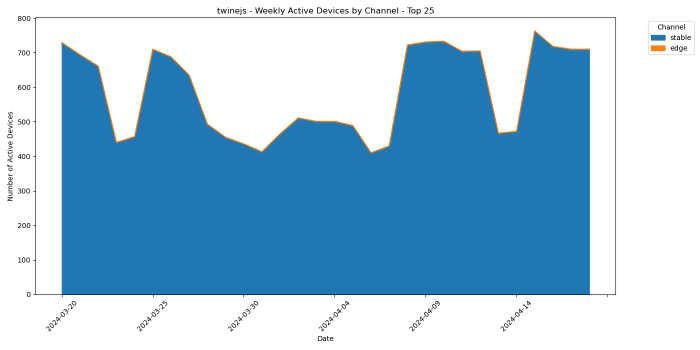 twinejs - Weekly Active Devices by Channel - Top 25
Channel
stable
edge
Number of Active Devices
800
700
600
500
400
300
200
100
0
2024-03-20
2024-03-25
2024-03-30
2024-04-04
2024-04-09
2024-04-14
Date